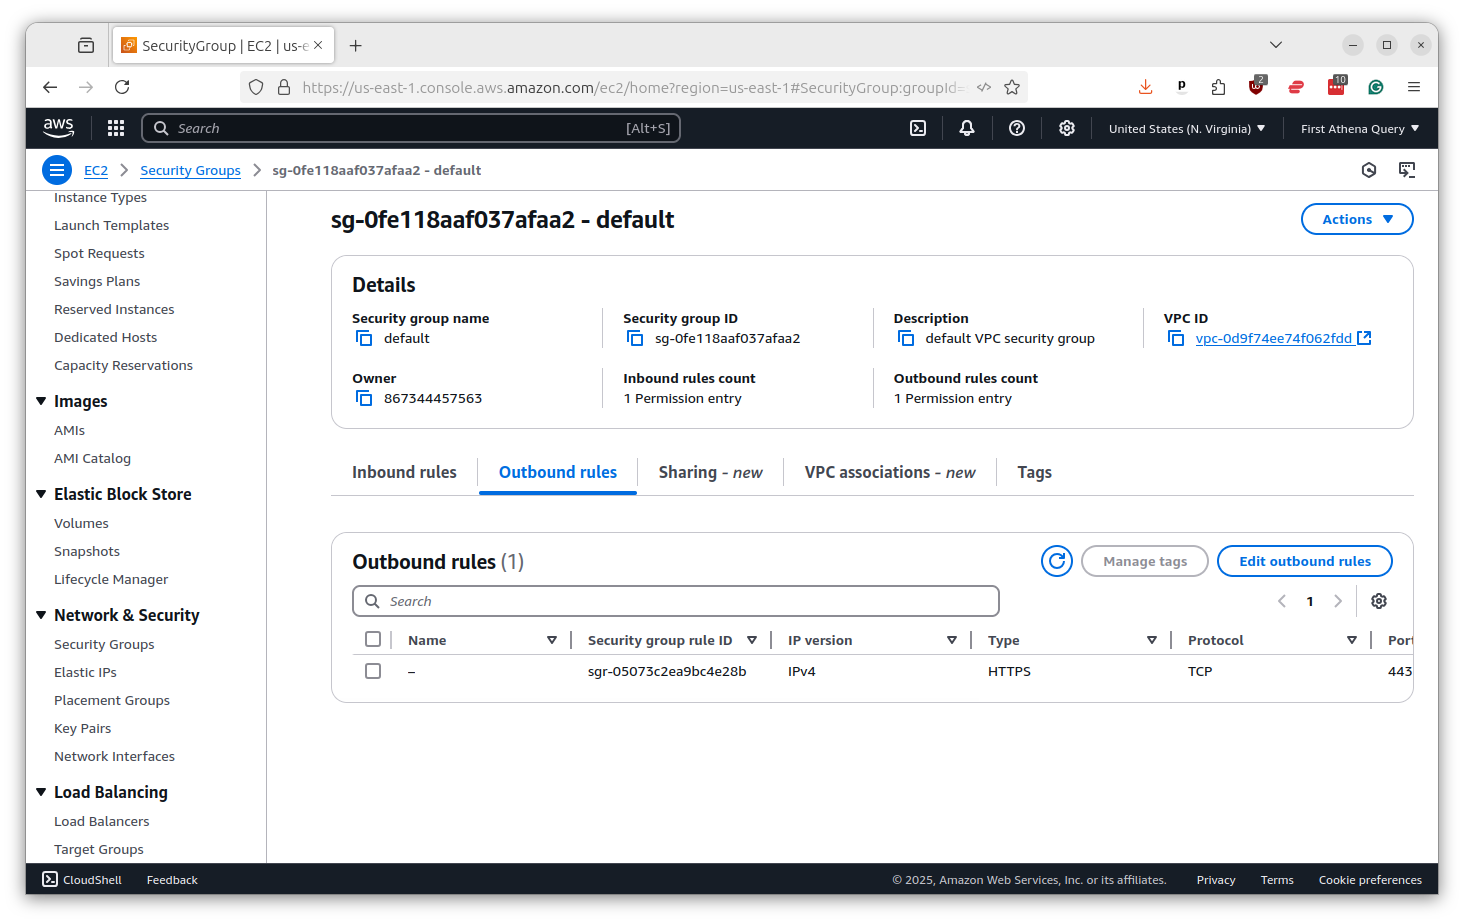 SecurityGroup | EC2 | us-e
https://us-east-1.console.aws.amazon.com/ec2/home?region=us-east-1#SecurityGroup:groupId=
2
10
aws
Search
[Alt+S]
United States (N. Virginia)
First Athena Query
EC2
Security Groups
sg-0fe118aaf037afaa2 - default
Instance Types
Launch Templates
Spot Requests
Savings Plans
Reserved Instances
Dedicated Hosts
Capacity Reservations
Images
AMIs
AMI Catalog
Elastic Block Store
Volumes
Snapshots
Lifecycle Manager
Network & Security
Security Groups
Elastic IPs
Placement Groups
Key Pairs
Network Interfaces
Load Balancing
Load Balancers
Target Groups
sg-0fe118aaf037afaa2 - default
Actions
Details
Security group name
default
Security group ID
sg-0fe118aaf037afaa2
Description
default VPC security group
VPC ID
vpc-0d9f74ee74f062fdd
Owner
867344457563
Inbound rules count
1 Permission entry
Outbound rules count
1 Permission entry
Inbound rules
Outbound rules
Sharing - new
VPC associations - new
Tags
Outbound rules (1)
Manage tags
Edit outbound rules
Search
1
Name
Security group rule ID
IP version
Type
Protocol
Port
–
sgr-05073c2ea9bc4e28b
IPv4
HTTPS
TCP
443
CloudShell
Feedback
© 2025, Amazon Web Services, Inc. or its affiliates.
Privacy
Terms
Cookie preferences